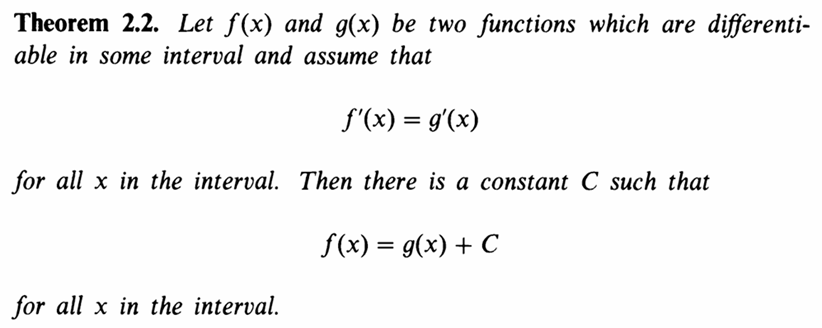 Theorem 2.2. Let f(x) and g(x) be two functions which are differenti-
able in some interval and assume that
f'(x) = g'(x)
for all x in the interval. Then there is a constant C such that
f(x) = g(x) + C
for all x in the interval.